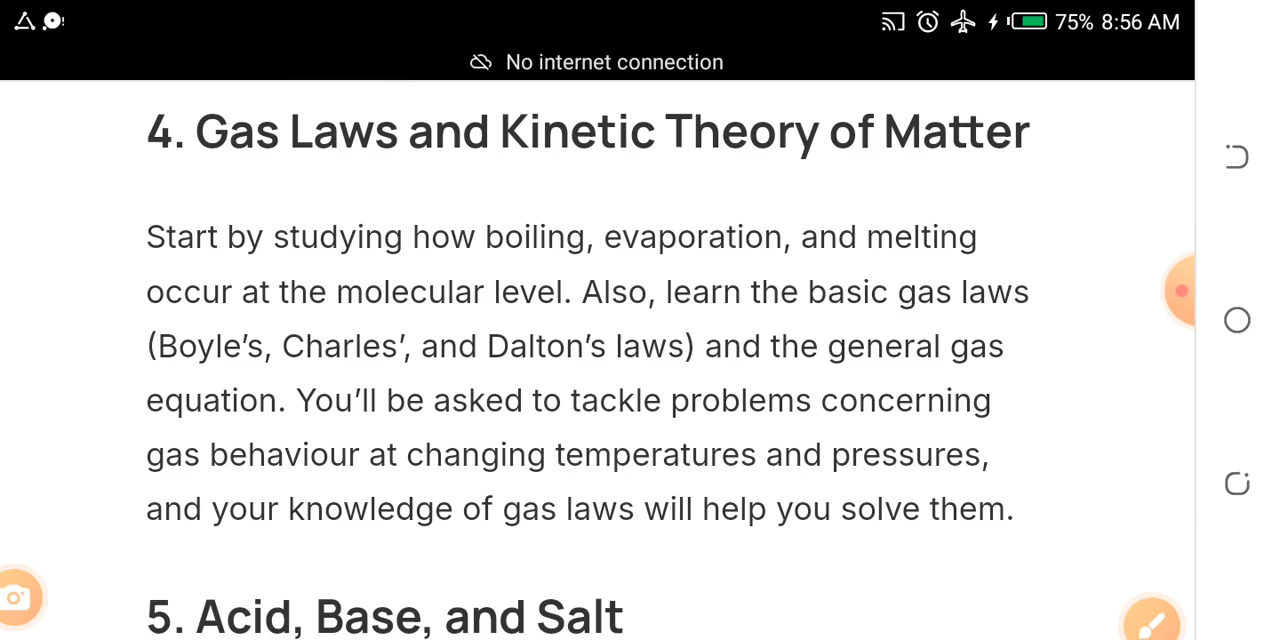 75% 8:56 AM
No internet connection
4. Gas Laws and Kinetic Theory of Matter
Start by studying how boiling, evaporation, and melting
occur at the molecular level. Also, learn the basic gas laws
(Boyle’s, Charles’, and Dalton’s laws) and the general gas
equation. You’ll be asked to tackle problems concerning
gas behaviour at changing temperatures and pressures,
and your knowledge of gas laws will help you solve them.
5. Acid, Base, and Salt